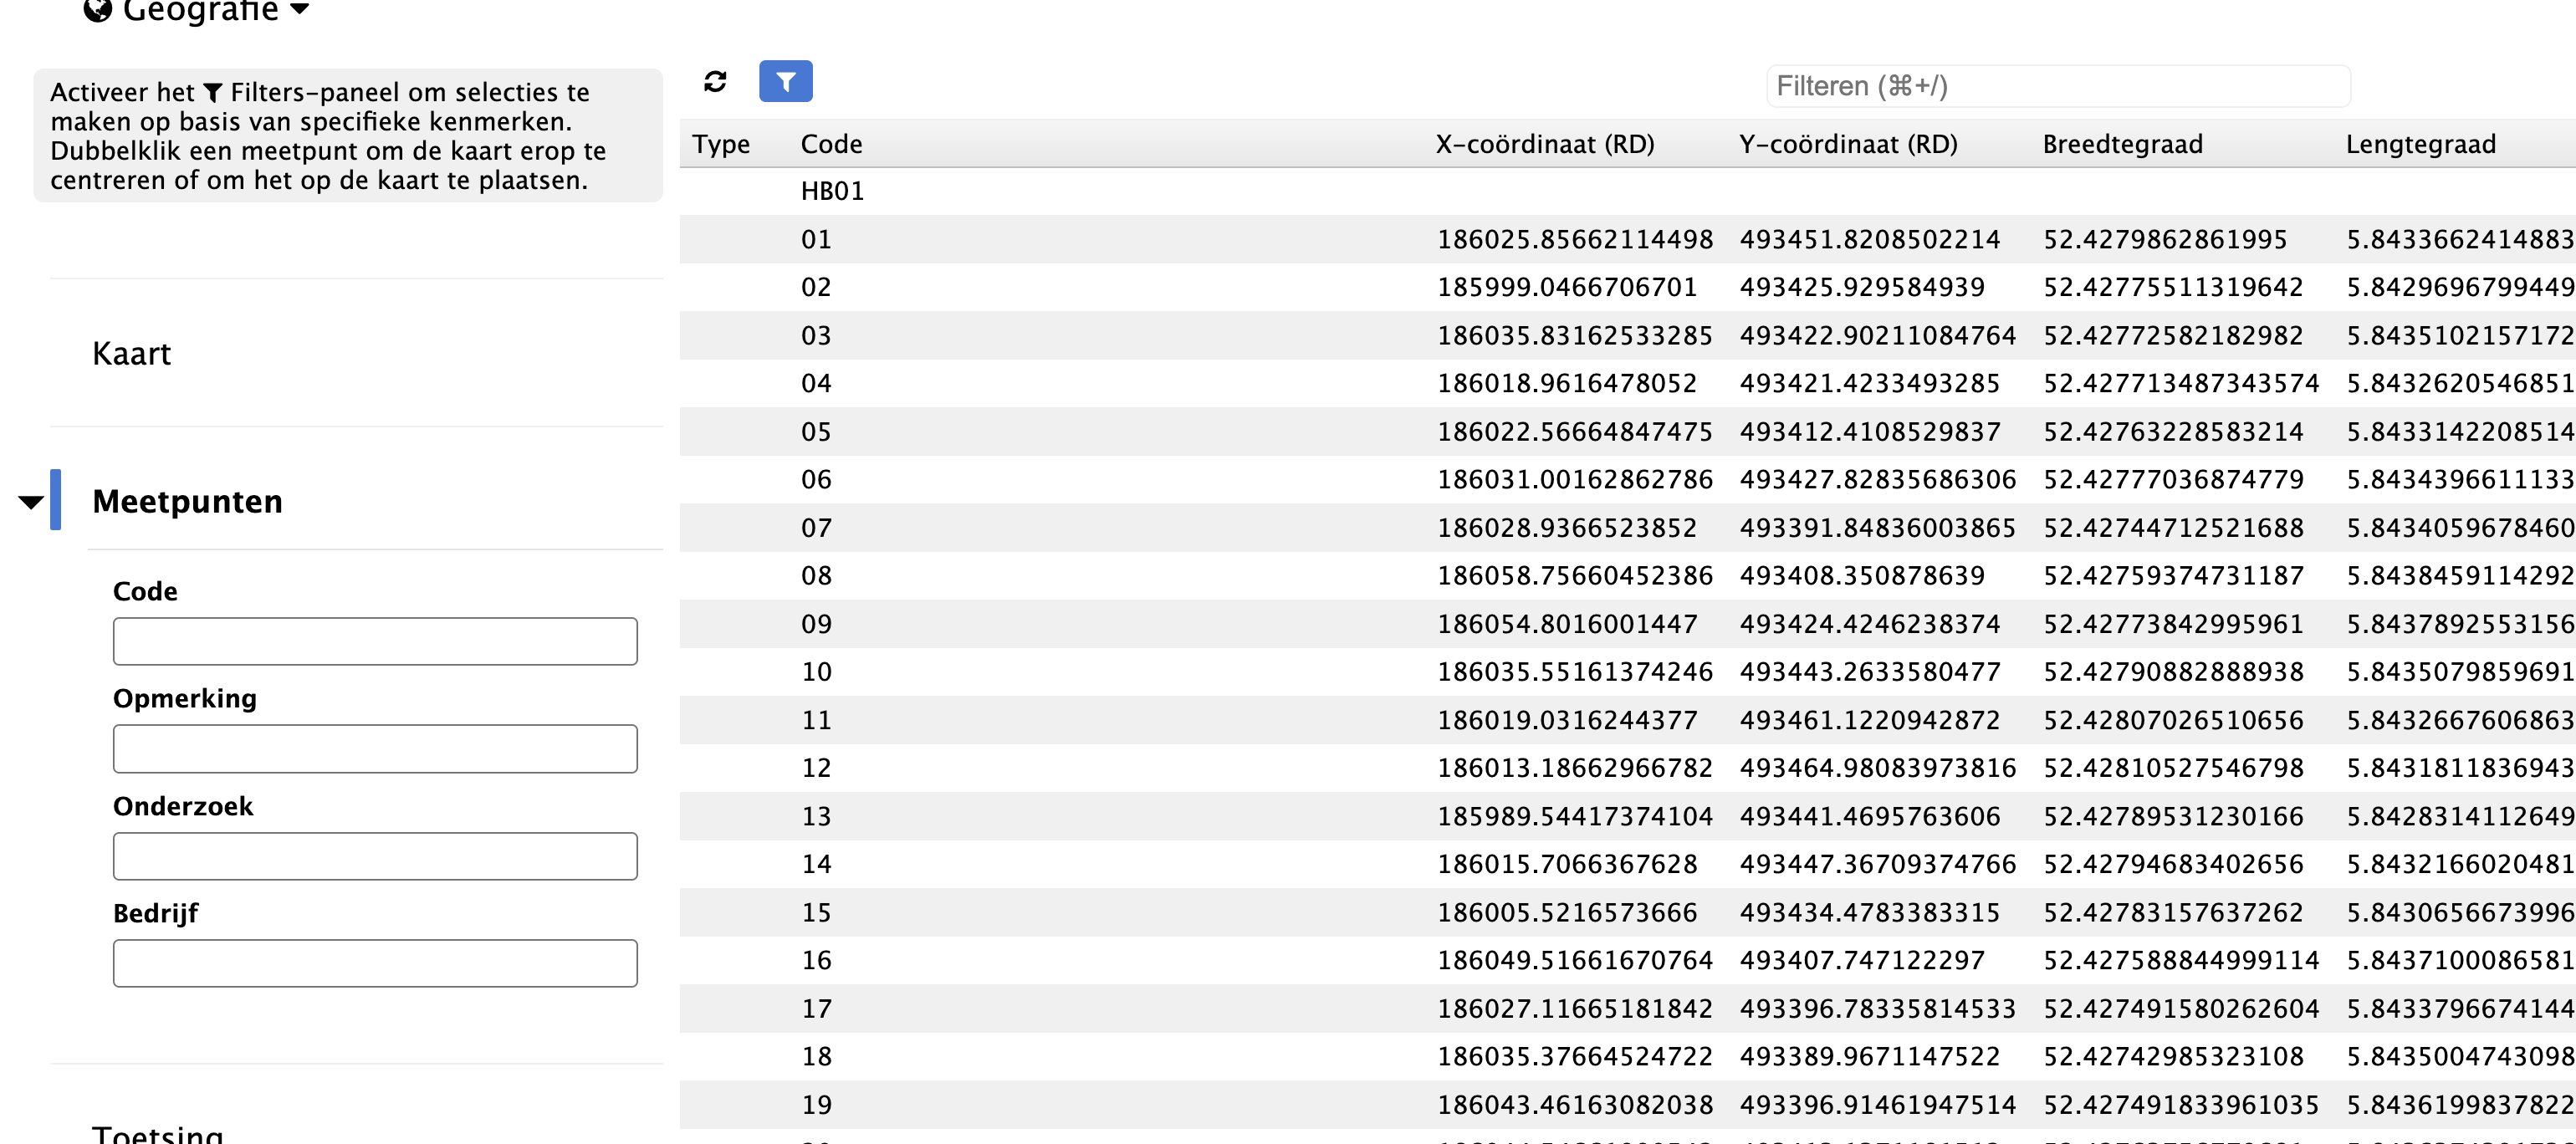 Geografie
Activeer het Filters-paneel om selecties te
maken op basis van specifieke kenmerken.
Dubbelklik een meetpunt om de kaart erop te
centreren of om het op de kaart te plaatsen.
Kaart
Meetpunten
Code
Opmerking
Onderzoek
Bedrijf
Toetsing
Filteren (⌘+/)
Type Code X-coördinaat (RD) Y-coördinaat (RD) Breedtegraad Lengtegraad
HB01
01 186025.85662114498 493451.8208502214 52.4279862861995 5.8433662414883
02 185999.0466706701 493425.929584939 52.42775511319642 5.8429696799449
03 186035.83162533285 493422.90211084764 52.42772582182982 5.8435102157172
04 186018.9616478052 493421.4233493285 52.427713487343574 5.8432620546851
05 186022.56664847475 493412.4108529837 52.42763228583214 5.8433142208514
06 186031.00162862786 493427.82835686306 52.42777036874779 5.8434396611133
07 186028.9366523852 493391.84836003865 52.42744712521688 5.8434059678460
08 186058.75660452386 493408.350878639 52.42759374731187 5.8438459114292
09 186054.8016001447 493424.4246238374 52.42773842995961 5.8437892553156
10 186035.55161374246 493443.2633580477 52.42790882888938 5.8435079859691
11 186019.0316244377 493461.1220942872 52.42807026510656 5.8432667606863
12 186013.18662966782 493464.98083973816 52.42810527546798 5.8431811836943
13 185989.54417374104 493441.4695763606 52.42789531230166 5.8428314112649
14 186015.7066367628 493447.36709374766 52.42794683402656 5.8432166020481
15 186005.5216573666 493434.4783383315 52.42783157637262 5.8430656673996
16 186049.51661670764 493407.747122297 52.427588844999114 5.8437100086581
17 186027.11665181842 493396.78335814533 52.427491580262604 5.8433796674144
18 186035.37664524722 493389.9671147522 52.42742985323108 5.8435004743098
19 186043.46163082038 493396.91461947514 52.427491833961035 5.8436199837822